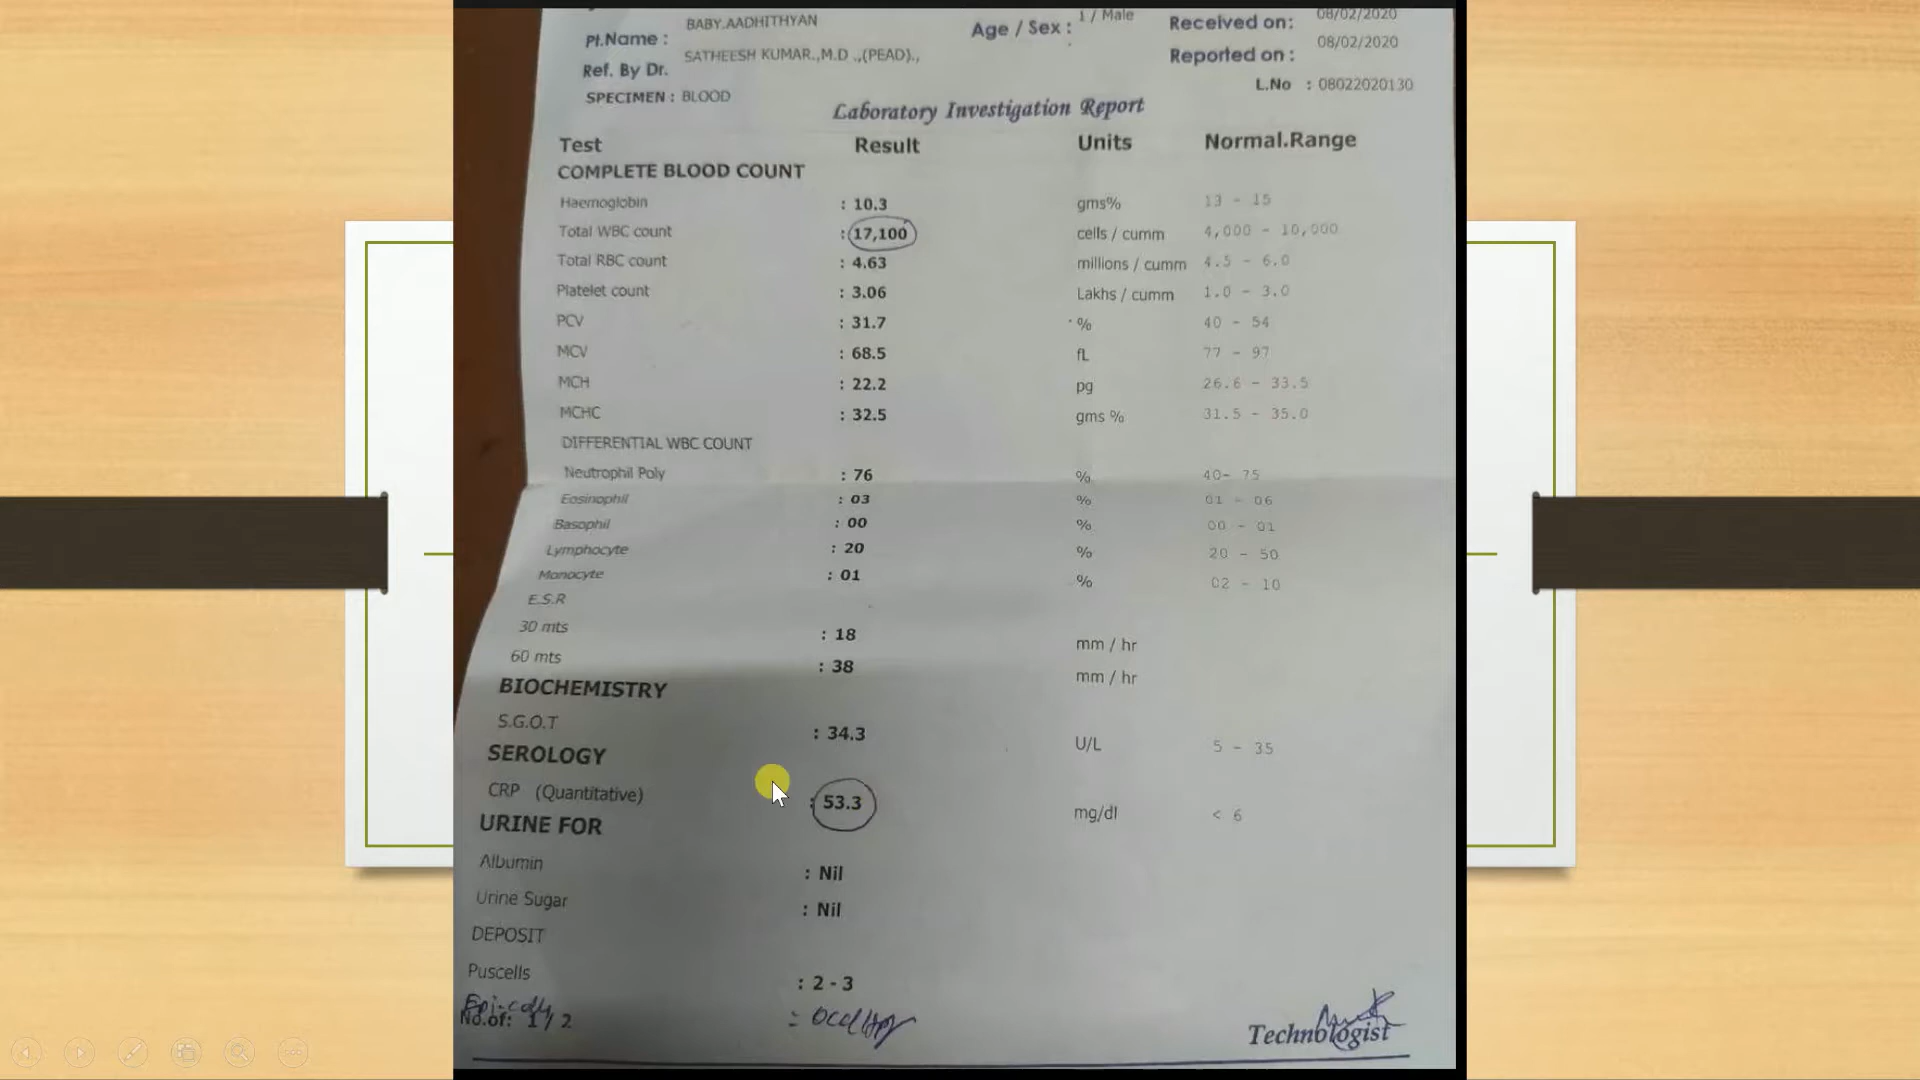 BABY.AADHITHYAN
Pt.Name :
Age / Sex : 1 / Male
Received on: 08/02/2020
SATHEESH KUMAR.,M.D .,(PEAD).,
Ref. By Dr.
Reported on : 08/02/2020
SPECIMEN : BLOOD
L.No : 08022020130
Laboratory Investigation Report
Test Result Units Normal.Range
COMPLETE BLOOD COUNT
Haemoglobin : 10.3 gms% 13 - 15
Total WBC count : 17,100 cells / cumm 4,000 - 10,000
Total RBC count : 4.63 millions / cumm 4.5 - 6.0
Platelet count : 3.06 Lakhs / cumm 1.0 - 3.0
PCV : 31.7 % 40 - 54
MCV : 68.5 fL 77 - 97
MCH : 22.2 pg 26.6 - 33.5
MCHC : 32.5 gms % 31.5 - 35.0
DIFFERENTIAL WBC COUNT
Neutrophil Poly : 76 % 40- 75
Eosinophil : 03 % 01 - 06
Basophil : 00 % 00 - 01
Lymphocyte : 20 % 20 - 50
Monocyte : 01 % 02 - 10
E.S.R
30 mts : 18 mm / hr
60 mts : 38 mm / hr
BIOCHEMISTRY
S.G.O.T : 34.3 U/L 5 - 35
SEROLOGY
CRP (Quantitative) : 53.3 mg/dl < 6
URINE FOR
Albumin : Nil
Urine Sugar : Nil
DEPOSIT
Puscells : 2 - 3
No.of: 1 / 2
Technologist